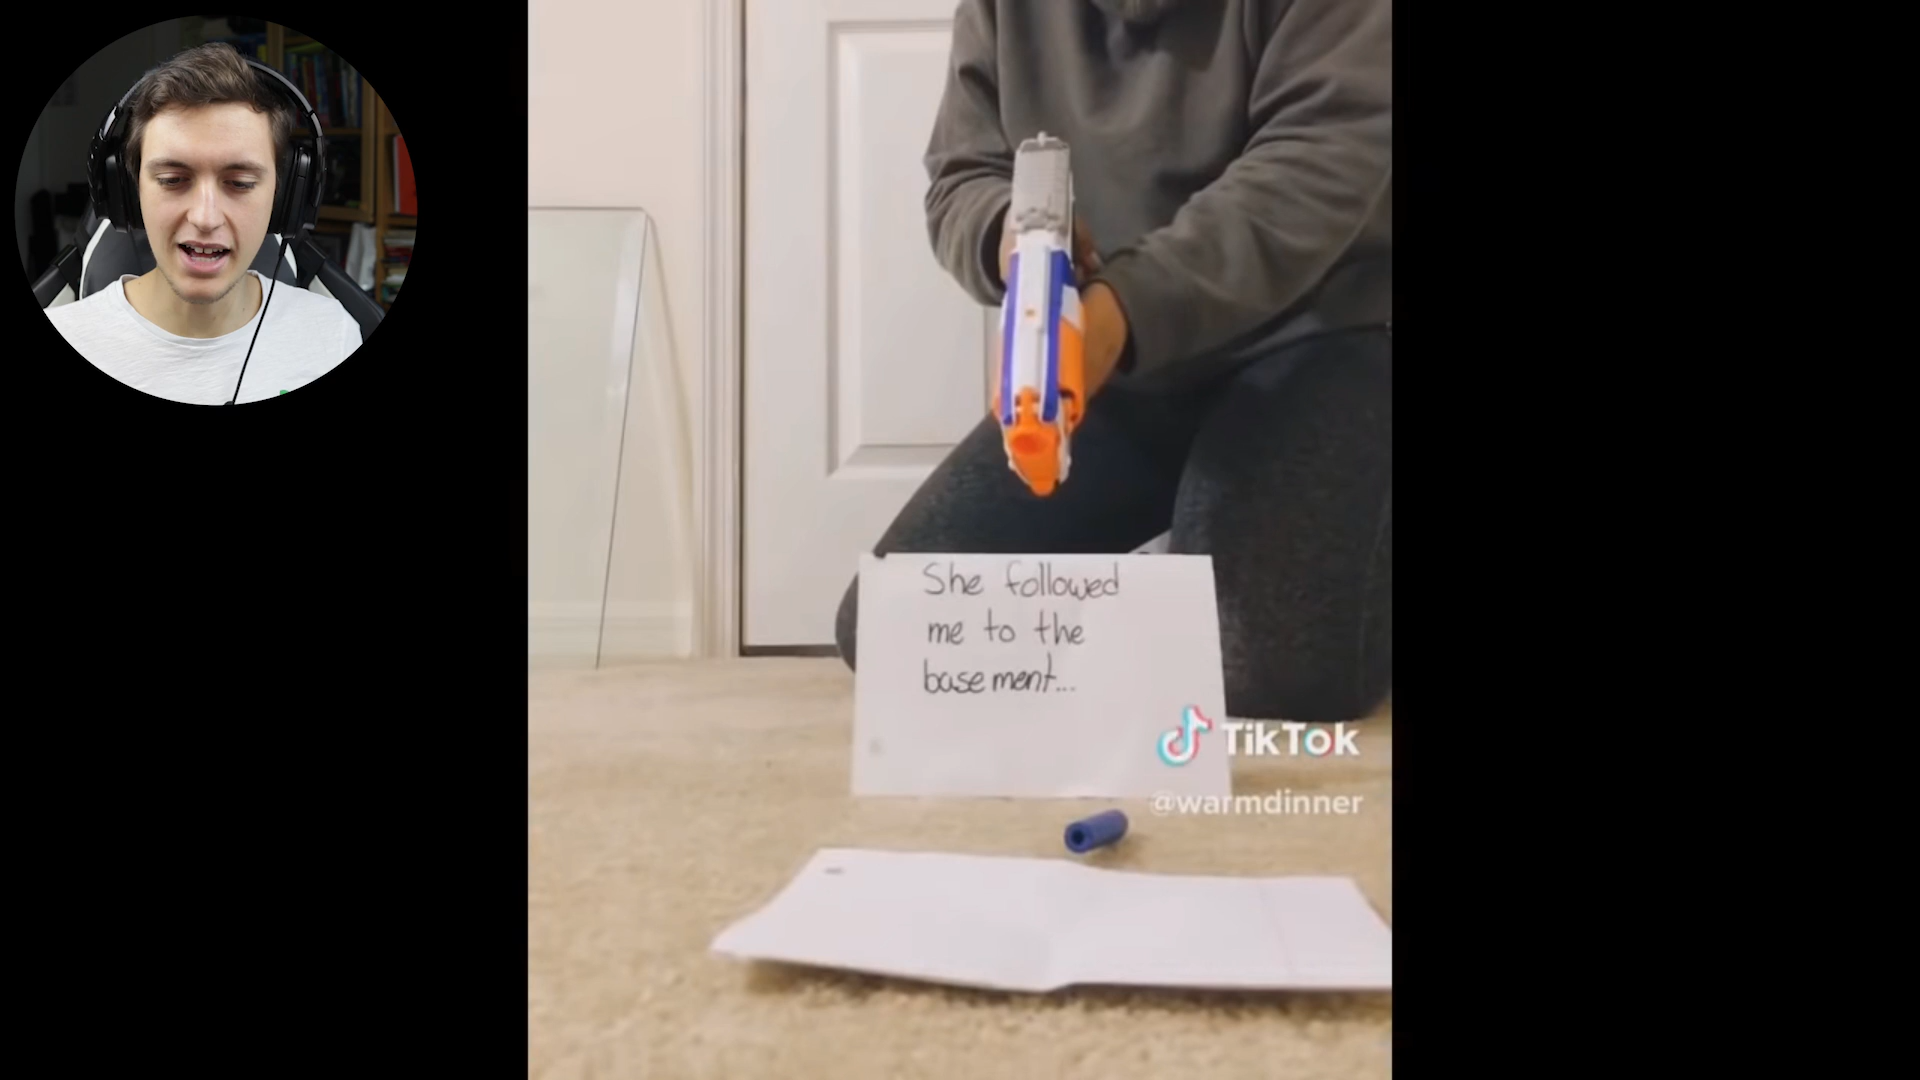 She followed
me to the
basement...
TikTok
@warmdinner